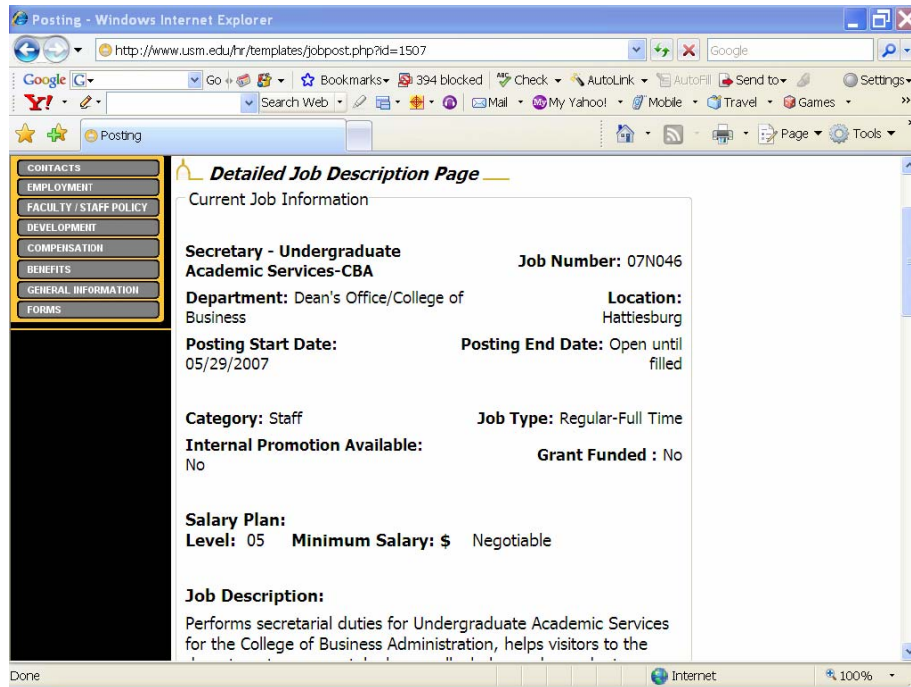 Posting - Windows Internet Explorer
http://www.usm.edu/hr/templates/jobpost.php?id=1507
Google
Google G Go Bookmarks 394 blocked Check AutoLink AutoFill Send to Settings
Y! Search Web Mail My Yahoo! Mobile Travel Games »
Posting Page Tools
CONTACTS
EMPLOYMENT
FACULTY / STAFF POLICY
DEVELOPMENT
COMPENSATION
BENEFITS
GENERAL INFORMATION
FORMS
Detailed Job Description Page
Current Job Information
Secretary - Undergraduate
Academic Services-CBA
Job Number: 07N046
Department: Dean's Office/College of
Business
Location:
Hattiesburg
Posting Start Date:
05/29/2007
Posting End Date: Open until
filled
Category: Staff
Job Type: Regular-Full Time
Internal Promotion Available:
No
Grant Funded : No
Salary Plan:
Level: 05 Minimum Salary: $ Negotiable
Job Description:
Performs secretarial duties for Undergraduate Academic Services
for the College of Business Administration, helps visitors to the
Done Internet 100%